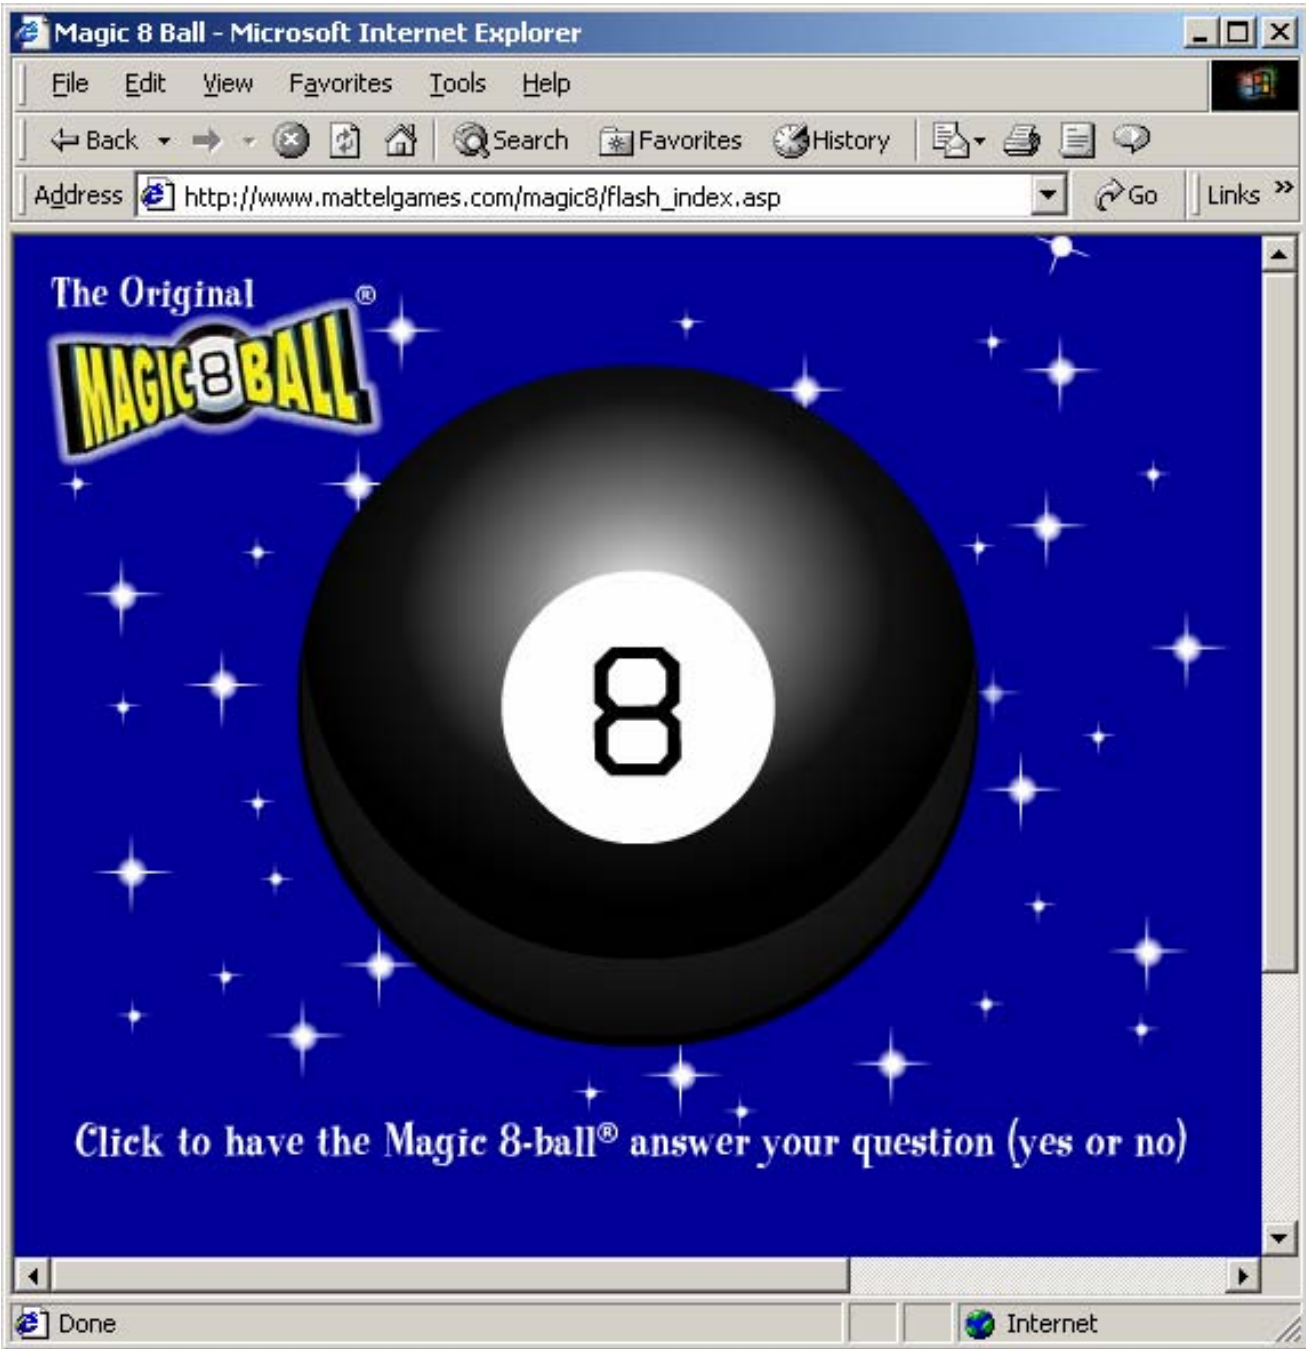 Magic 8 Ball - Microsoft Internet Explorer
File Edit View Favorites Tools Help
Back Search Favorites History
Address http://www.mattelgames.com/magic8/flash_index.asp Go Links »
The Original ®
MAGIC 8 BALL
8
Click to have the Magic 8-ball® answer your question (yes or no)
Done Internet